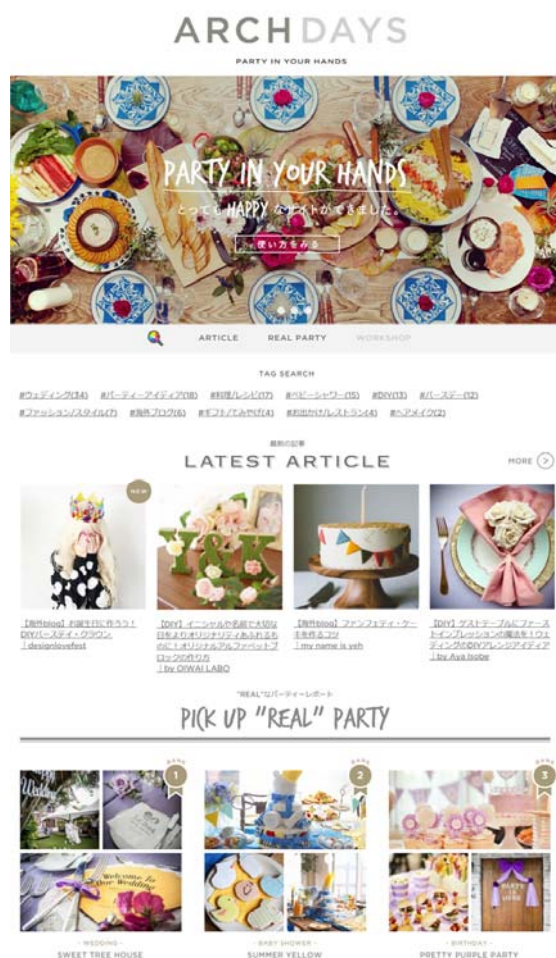 ARCHDAYS
PARTY IN YOUR HANDS
PARTY IN YOUR HANDS
とっても HAPPY なサイトができました。
使い方をみる
ARTICLE REAL PARTY WORKSHOP
TAG SEARCH
#ウェディング(34) #パーティーアイディア(18) #料理/レシピ(17) #ベビーシャワー(15) #DIY(13) #バースデー(12)
#ファッション/スタイル(7) #海外ブログ(6) #ギフト/てみやげ(4) #お出かけ/レストラン(4) #ヘアメイク(2)
最新の記事
LATEST ARTICLE
MORE
NEW
【海外blog】お誕生日に作ろう!
DIYバースデイ・クラウン
| designlovefest
【DIY】イニシャルや名前で大切な
日をよりオリジナリティあふれるも
のに!オリジナルアルファベットブ
ロックの作り方
| by OIWAI LABO
【海外blog】ファンフェティ・ケー
キを作るコツ
| my name is yeh
【DIY】ゲストテーブルにファース
トインプレッションの魔法を!ウェ
ディングのDIYアレンジアイディア
| by Aya Isobe
"REAL"なパーティーレポート
PICK UP "REAL" PARTY
RANK
1
RANK
2
RANK
3
Happy
Wedding
Welcome to
Our Wedding
PARTY
IS
HERE
- WEDDING -
SWEET TREE HOUSE
- BABY SHOWER -
SUMMER YELLOW
- BIRTHDAY -
PRETTY PURPLE PARTY